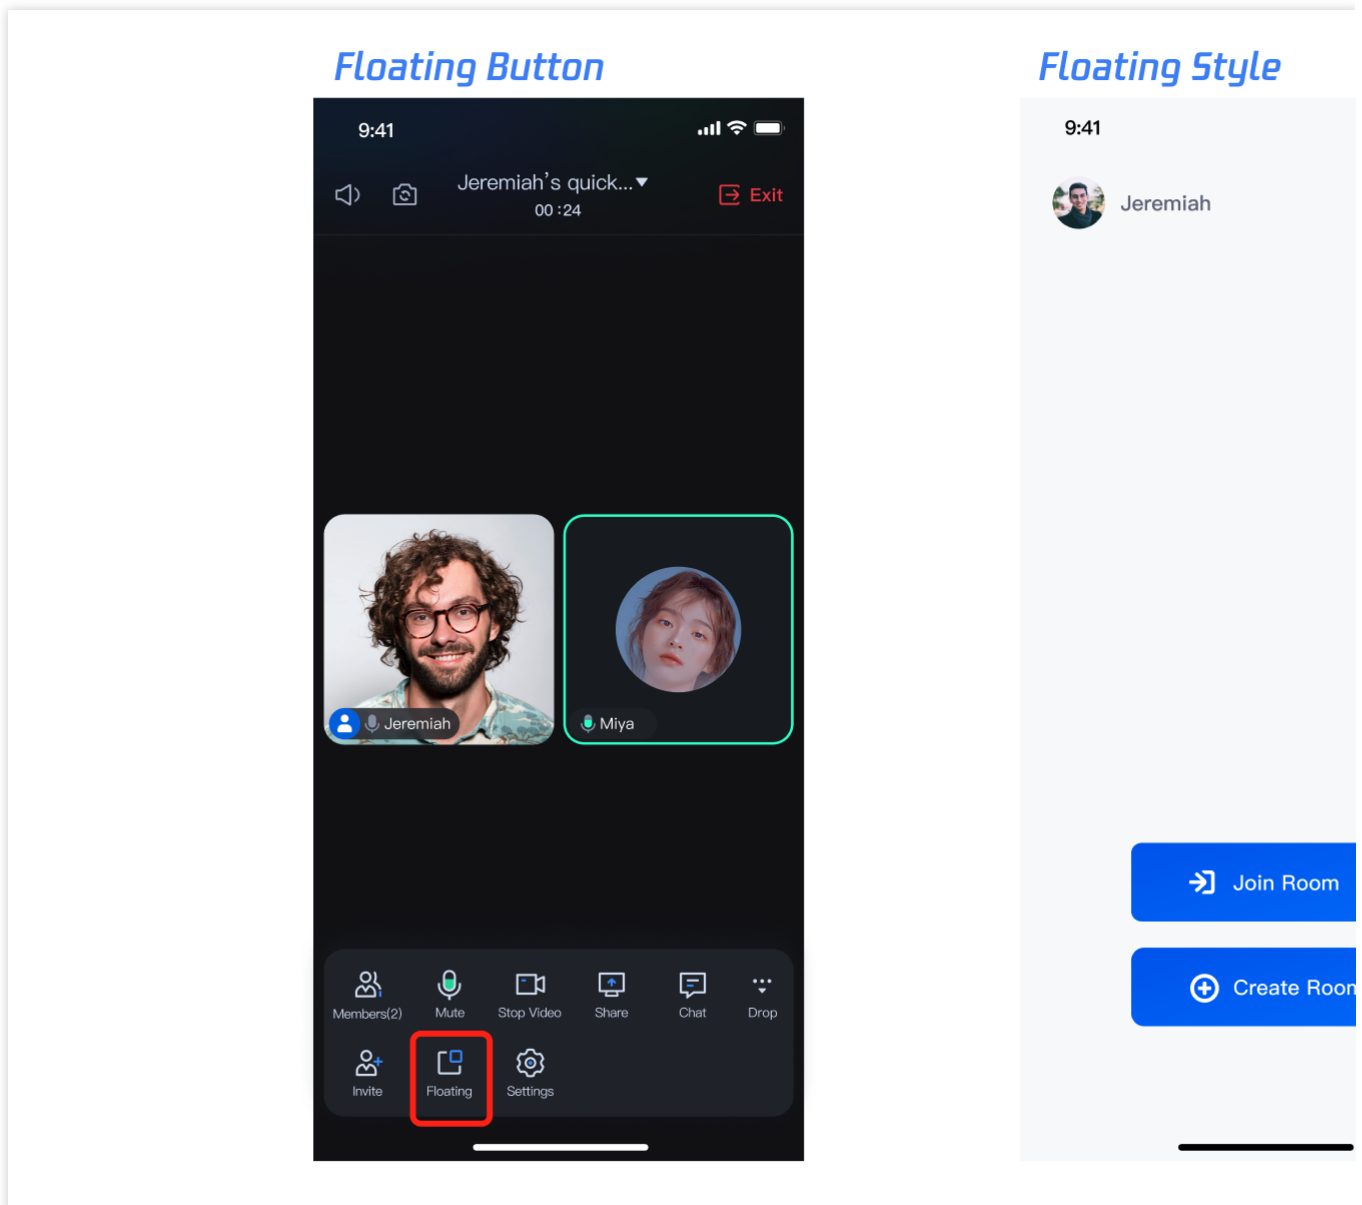 Floating Button
9:41
Jeremiah's quick...
00:24
Exit
Jeremiah
Miya
Members(2)
Mute
Stop Video
Share
Chat
Drop
Invite
Floating
Settings
Floating Style
9:41
Jeremiah
Join Room
Create Room